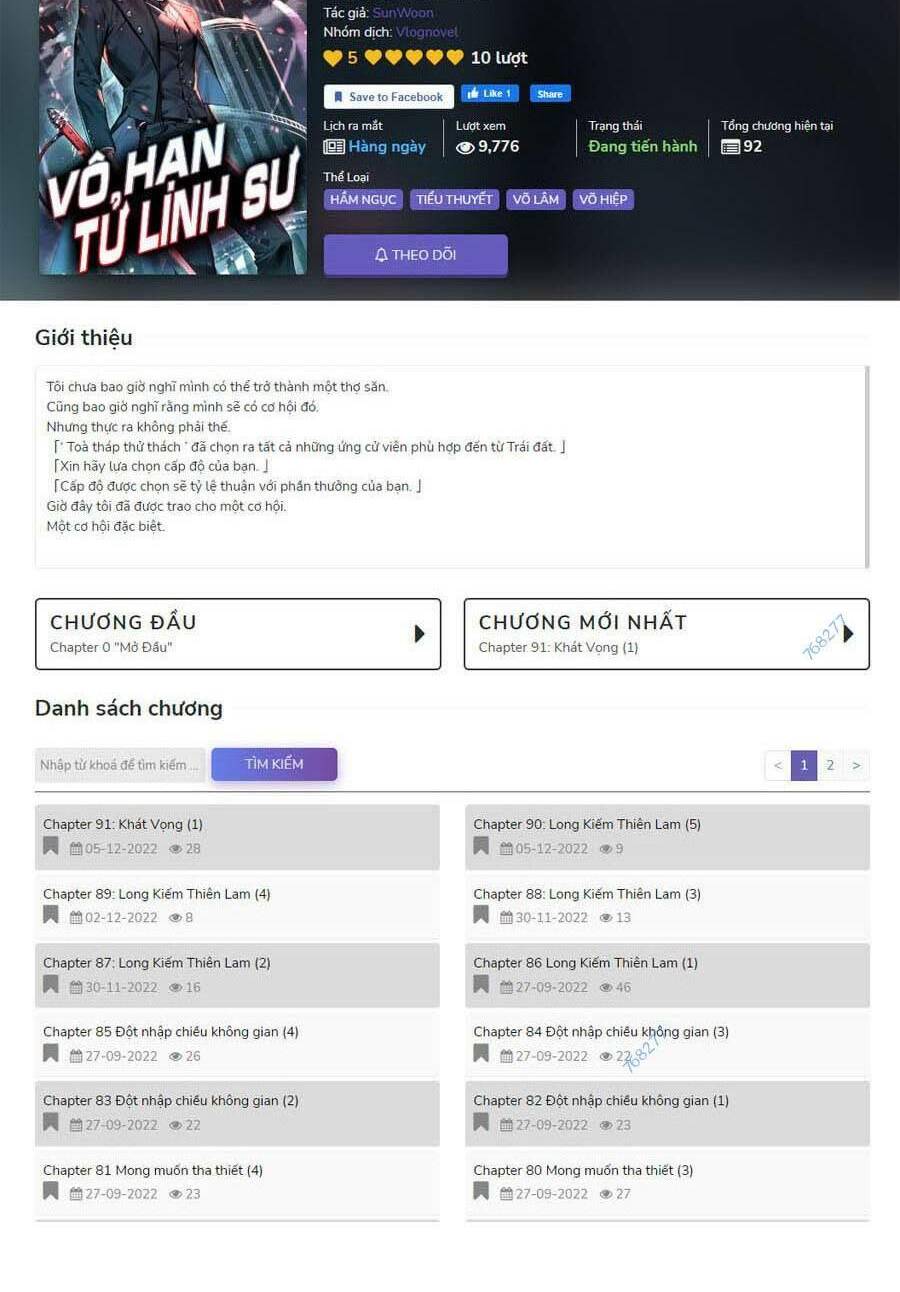 Tác giả: SunWoon
Nhóm dịch: Vlognovel
5 10 lượt
Save to Facebook Like 1 Share
Lịch ra mắt Lượt xem Trạng thái Tổng chương hiện tại
Hàng ngày 9,776 Đang tiến hành 92
Thể Loại
HẦM NGỤC TIỂU THUYẾT VÕ LÂM VÕ HIỆP
THEO DÕI
VÔ HẠN
TỬ LINH SƯ
Giới thiệu
Tôi chưa bao giờ nghĩ mình có thể trở thành một thợ săn.
Cũng bao giờ nghĩ rằng mình sẽ có cơ hội đó.
Nhưng thực ra không phải thế.
「' Toà tháp thử thách ' đã chọn ra tất cả những ứng cử viên phù hợp đến từ Trái đất. 」
「Xin hãy lựa chọn cấp độ của bạn. 」
「Cấp độ được chọn sẽ tỷ lệ thuận với phần thưởng của bạn. 」
Giờ đây tôi đã được trao cho một cơ hội.
Một cơ hội đặc biệt.
CHƯƠNG ĐẦU
Chapter 0 "Mở Đầu"
CHƯƠNG MỚI NHẤT
Chapter 91: Khát Vọng (1)
768277
Danh sách chương
Nhập từ khoá để tìm kiếm ... TÌM KIẾM < 1 2 >
Chapter 91: Khát Vọng (1)
05-12-2022 28
Chapter 90: Long Kiếm Thiên Lam (5)
05-12-2022 9
Chapter 89: Long Kiếm Thiên Lam (4)
02-12-2022 8
Chapter 88: Long Kiếm Thiên Lam (3)
30-11-2022 13
Chapter 87: Long Kiếm Thiên Lam (2)
30-11-2022 16
Chapter 86 Long Kiếm Thiên Lam (1)
27-09-2022 46
Chapter 85 Đột nhập chiều không gian (4)
27-09-2022 26
Chapter 84 Đột nhập chiều không gian (3)
27-09-2022 22
768277
Chapter 83 Đột nhập chiều không gian (2)
27-09-2022 22
Chapter 82 Đột nhập chiều không gian (1)
27-09-2022 23
Chapter 81 Mong muốn tha thiết (4)
27-09-2022 23
Chapter 80 Mong muốn tha thiết (3)
27-09-2022 27